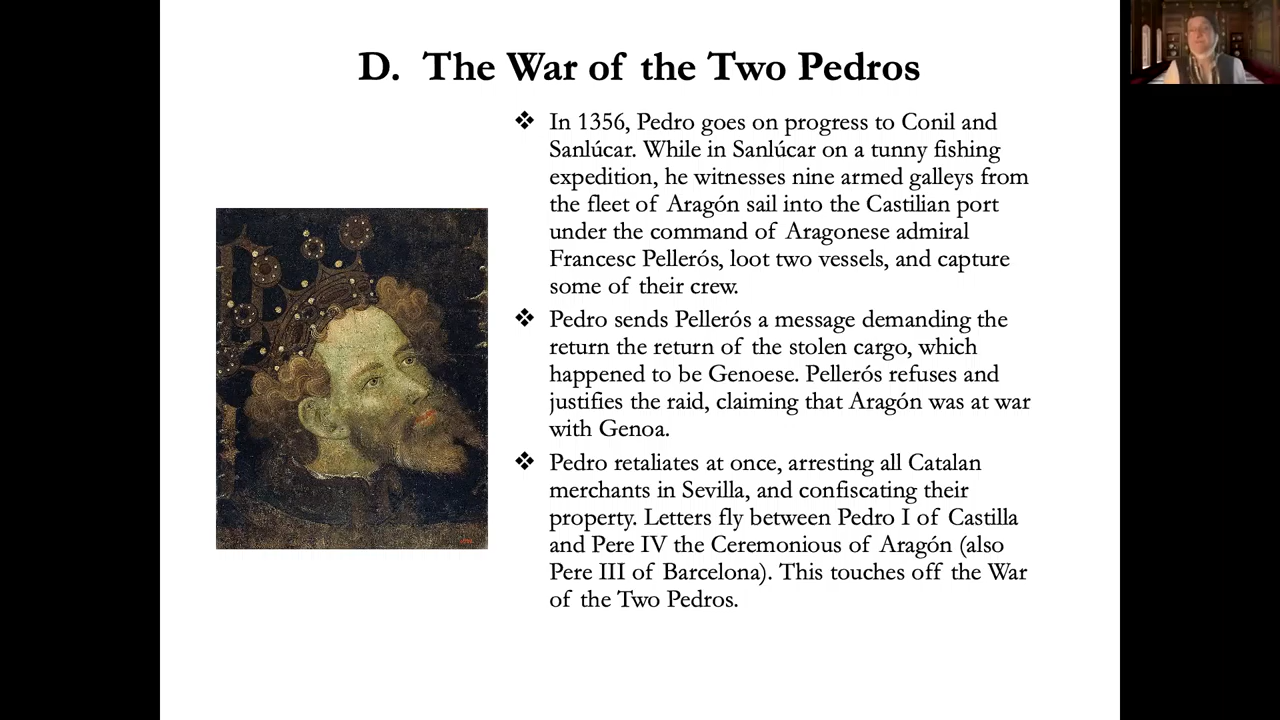 D. The War of the Two Pedros
❖ In 1356, Pedro goes on progress to Conil and
Sanlúcar. While in Sanlúcar on a tunny fishing
expedition, he witnesses nine armed galleys from
the fleet of Aragón sail into the Castilian port
under the command of Aragonese admiral
Francesc Pellerós, loot two vessels, and capture
some of their crew.
❖ Pedro sends Pellerós a message demanding the
return the return of the stolen cargo, which
happened to be Genoese. Pellerós refuses and
justifies the raid, claiming that Aragón was at war
with Genoa.
❖ Pedro retaliates at once, arresting all Catalan
merchants in Sevilla, and confiscating their
property. Letters fly between Pedro I of Castilla
and Pere IV the Ceremonious of Aragón (also
Pere III of Barcelona). This touches off the War
of the Two Pedros.